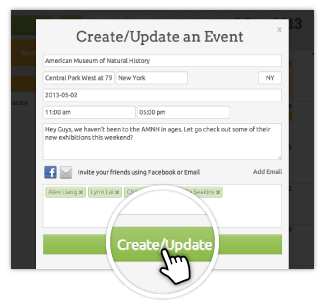 Create/Update an Event
x
American Museum of Natural History
Central Park West at 79 New York NY
2013-05-02
11:00 am 05:00 pm
Hey Guys, we haven't been to the AMNH in ages. Let go check out some of their
new exhibitions this weekend?
f Invite your friends using Facebook or Email Add Email
Alex Liang x Lynn Lai x Seakins x
Create/Update